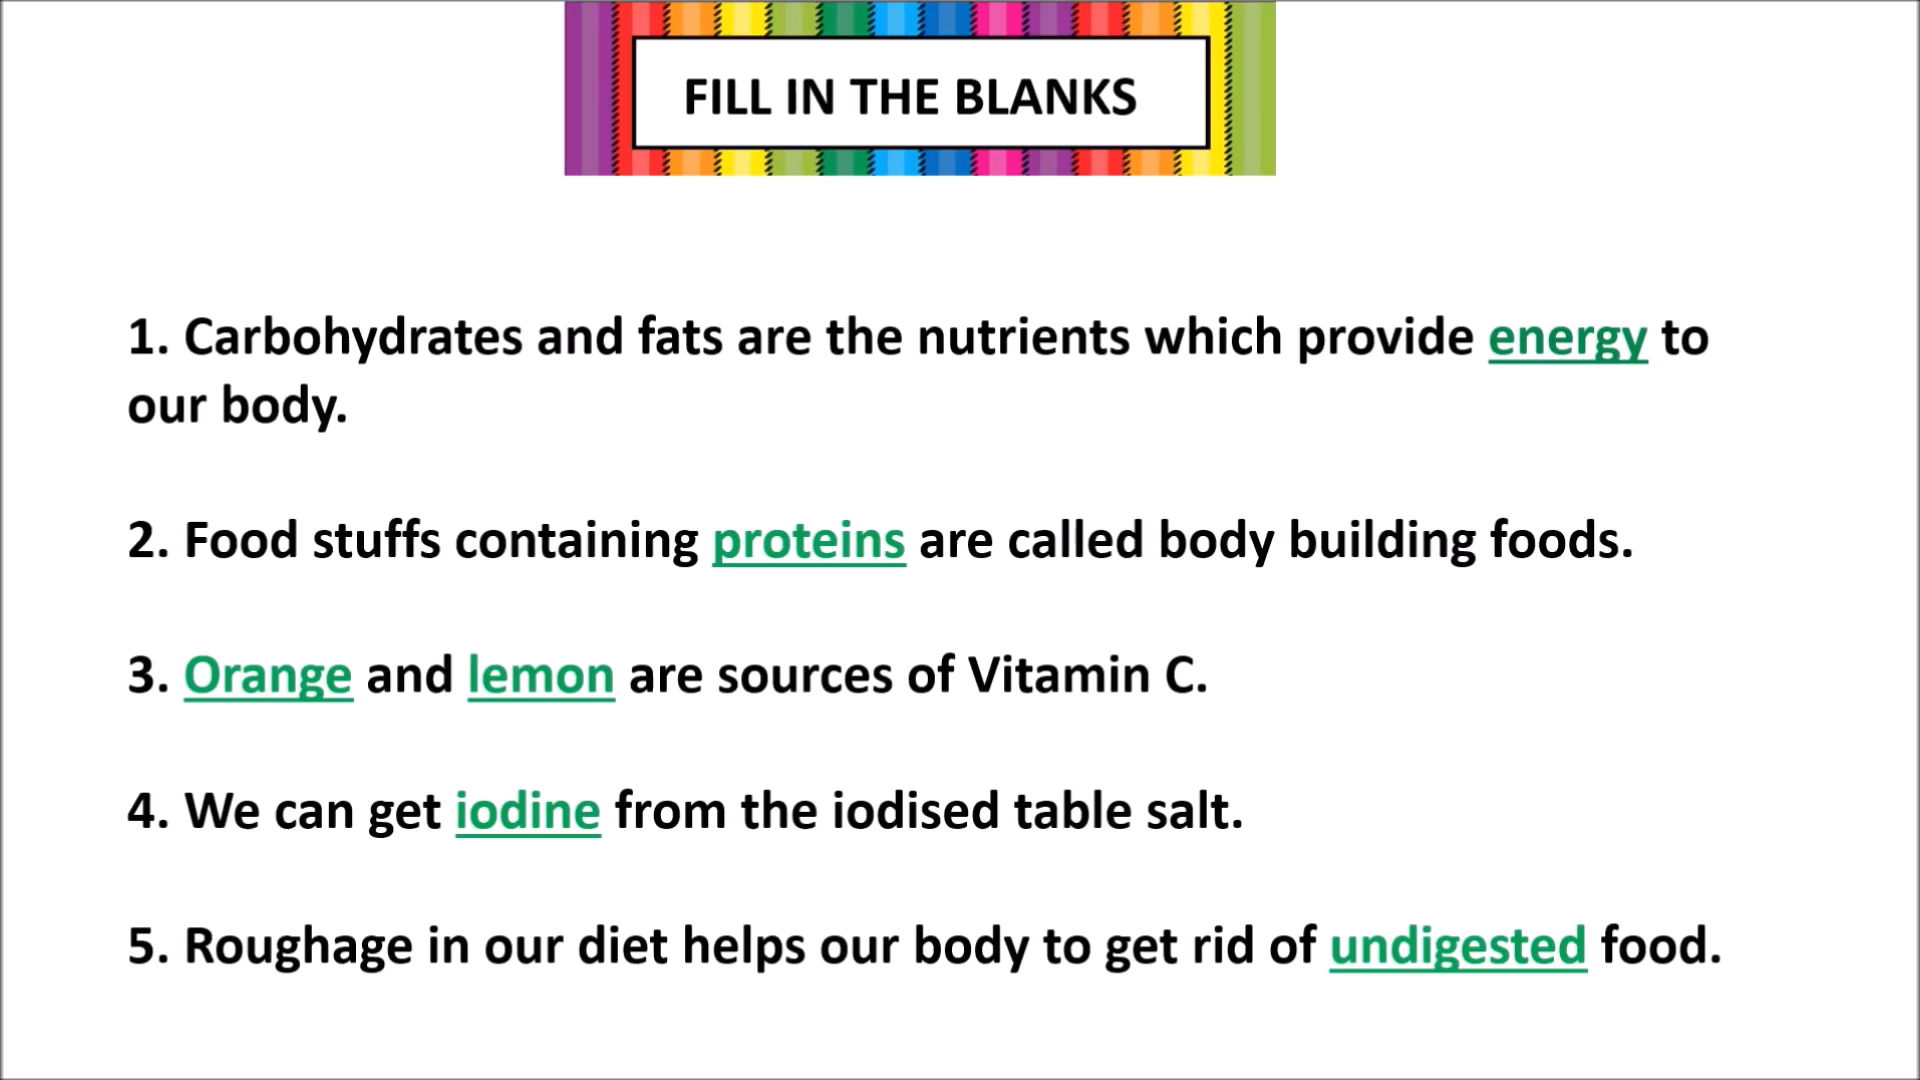 FILL IN THE BLANKS
1. Carbohydrates and fats are the nutrients which provide energy to
our body.
2. Food stuffs containing proteins are called body building foods.
3. Orange and lemon are sources of Vitamin C.
4. We can get iodine from the iodised table salt.
5. Roughage in our diet helps our body to get rid of undigested food.